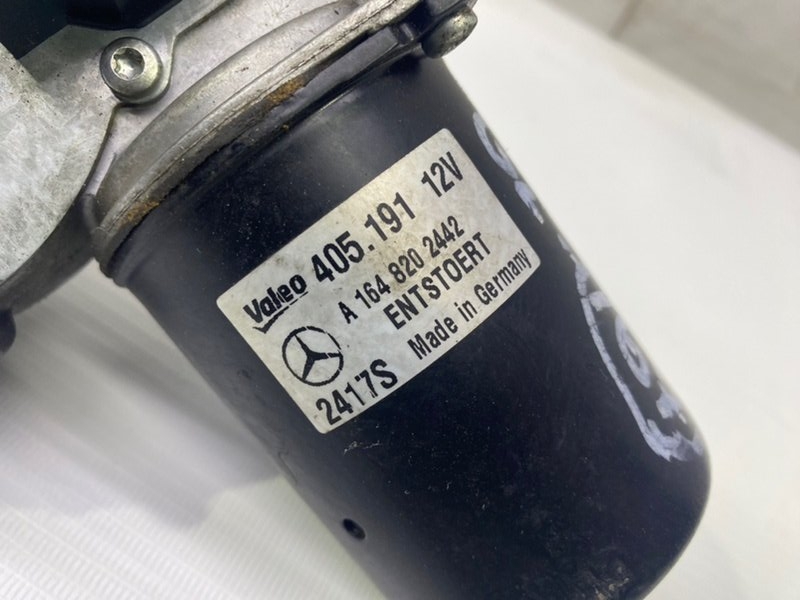 Valeo 405.191 12V
A 164 820 2442
ENTSTOERT
2417S Made in Germany